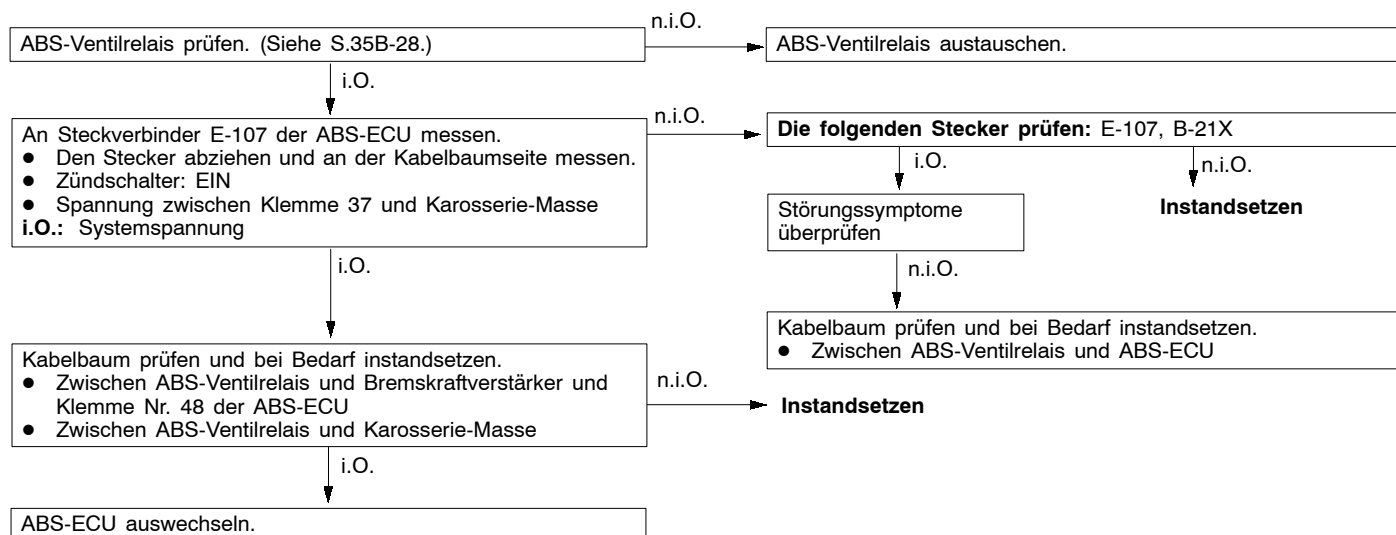 ABS-Ventilrelais prüfen. (Siehe S.35B-28.)
n.i.O.
ABS-Ventilrelais austauschen.
i.O.
An Steckverbinder E-107 der ABS-ECU messen.
● Den Stecker abziehen und an der Kabelbaumseite messen.
● Zündschalter: EIN
● Spannung zwischen Klemme 37 und Karosserie-Masse
i.O.: Systemspannung
n.i.O.
Die folgenden Stecker prüfen: E-107, B-21X
i.O.
n.i.O.
Störungssymptome
überprüfen
Instandsetzen
n.i.O.
Kabelbaum prüfen und bei Bedarf instandsetzen.
● Zwischen ABS-Ventilrelais und ABS-ECU
i.O.
Kabelbaum prüfen und bei Bedarf instandsetzen.
● Zwischen ABS-Ventilrelais und Bremskraftverstärker und
Klemme Nr. 48 der ABS-ECU
● Zwischen ABS-Ventilrelais und Karosserie-Masse
n.i.O.
Instandsetzen
i.O.
ABS-ECU auswechseln.